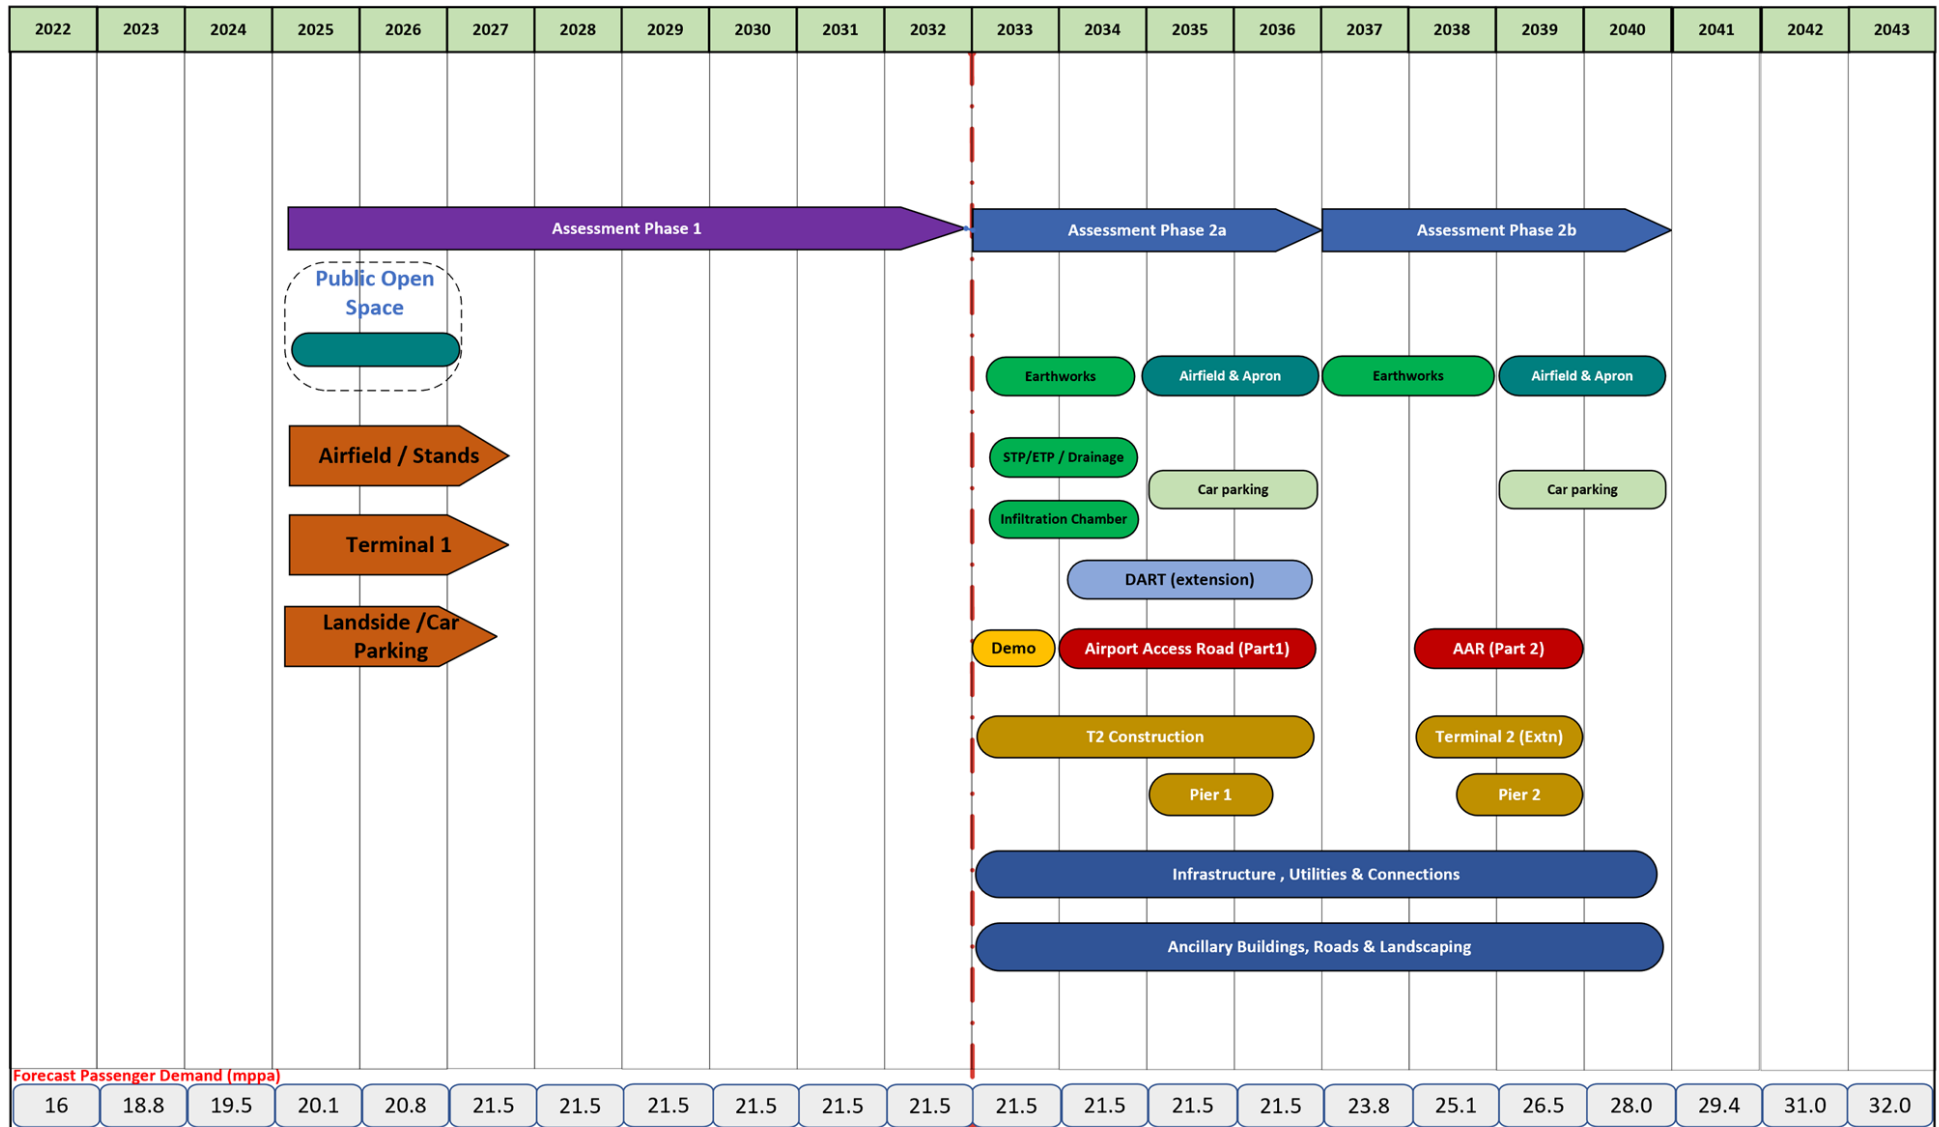 2022 2023 2024 2025 2026 2027 2028 2029 2030 2031 2032 2033 2034 2035 2036 2037 2038 2039 2040 2041 2042 2043
Assessment Phase 1
Assessment Phase 2a
Assessment Phase 2b
Public Open
Space
Earthworks
Airfield & Apron
Earthworks
Airfield & Apron
Airfield / Stands
STP/ETP / Drainage
Car parking
Car parking
Infiltration Chamber
Terminal 1
DART (extension)
Landside /Car
Parking
Demo
Airport Access Road (Part1)
AAR (Part 2)
T2 Construction
Terminal 2 (Extn)
Pier 1
Pier 2
Infrastructure , Utilities & Connections
Ancillary Buildings, Roads & Landscaping
Forecast Passenger Demand (mppa)
16 18.8 19.5 20.1 20.8 21.5 21.5 21.5 21.5 21.5 21.5 21.5 21.5 21.5 21.5 23.8 25.1 26.5 28.0 29.4 31.0 32.0